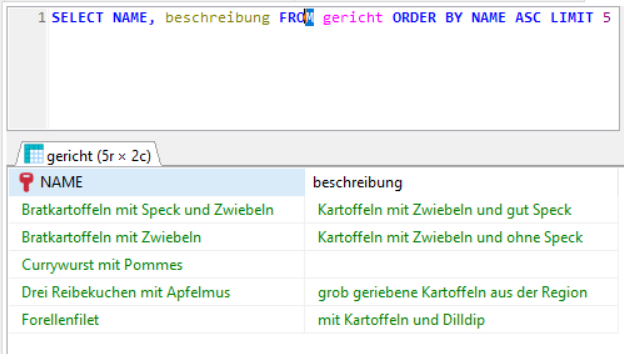 1 SELECT NAME, beschreibung FROM gericht ORDER BY NAME ASC LIMIT 5
gericht (5r × 2c)
NAME beschreibung
Bratkartoffeln mit Speck und Zwiebeln Kartoffeln mit Zwiebeln und gut Speck
Bratkartoffeln mit Zwiebeln Kartoffeln mit Zwiebeln und ohne Speck
Currywurst mit Pommes
Drei Reibekuchen mit Apfelmus grob geriebene Kartoffeln aus der Region
Forellenfilet mit Kartoffeln und Dilldip